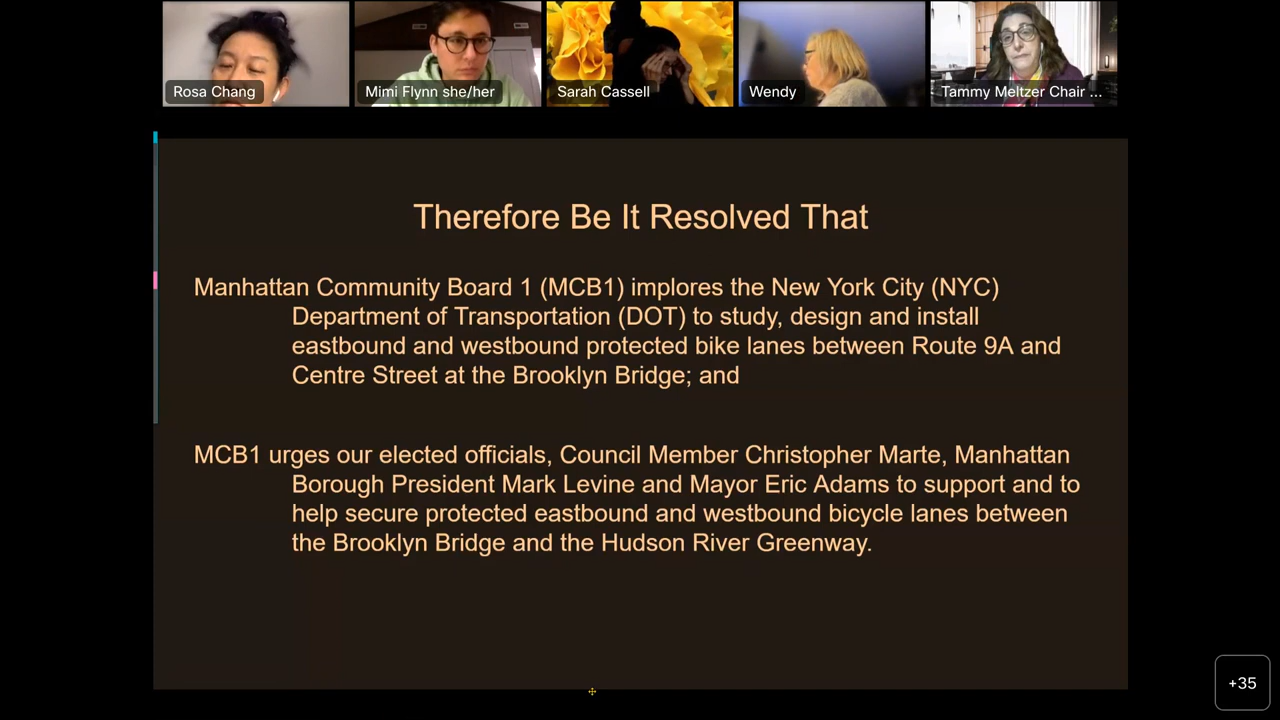 Rosa Chang
Mimi Flynn she/her
Sarah Cassell
Wendy
Tammy Meltzer Chair ...
Therefore Be It Resolved That
Manhattan Community Board 1 (MCB1) implores the New York City (NYC)
Department of Transportation (DOT) to study, design and install
eastbound and westbound protected bike lanes between Route 9A and
Centre Street at the Brooklyn Bridge; and
MCB1 urges our elected officials, Council Member Christopher Marte, Manhattan
Borough President Mark Levine and Mayor Eric Adams to support and to
help secure protected eastbound and westbound bicycle lanes between
the Brooklyn Bridge and the Hudson River Greenway.
+35